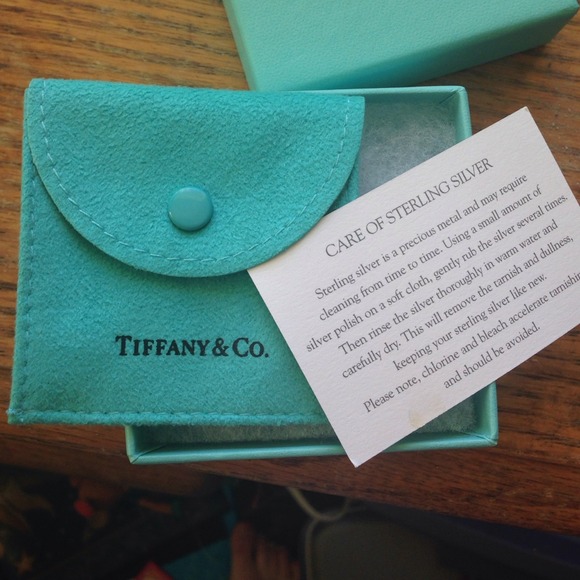 TIFFANY & CO.
CARE OF STERLING SILVER
Sterling silver is a precious metal and may require
cleaning from time to time. Using a small amount of
silver polish on a soft cloth, gently rub the silver several times.
Then rinse the silver thoroughly in warm water and
carefully dry. This will remove the tarnish and dullness,
keeping your sterling silver like new.
Please note, chlorine and bleach accelerate tarnishing
and should be avoided.